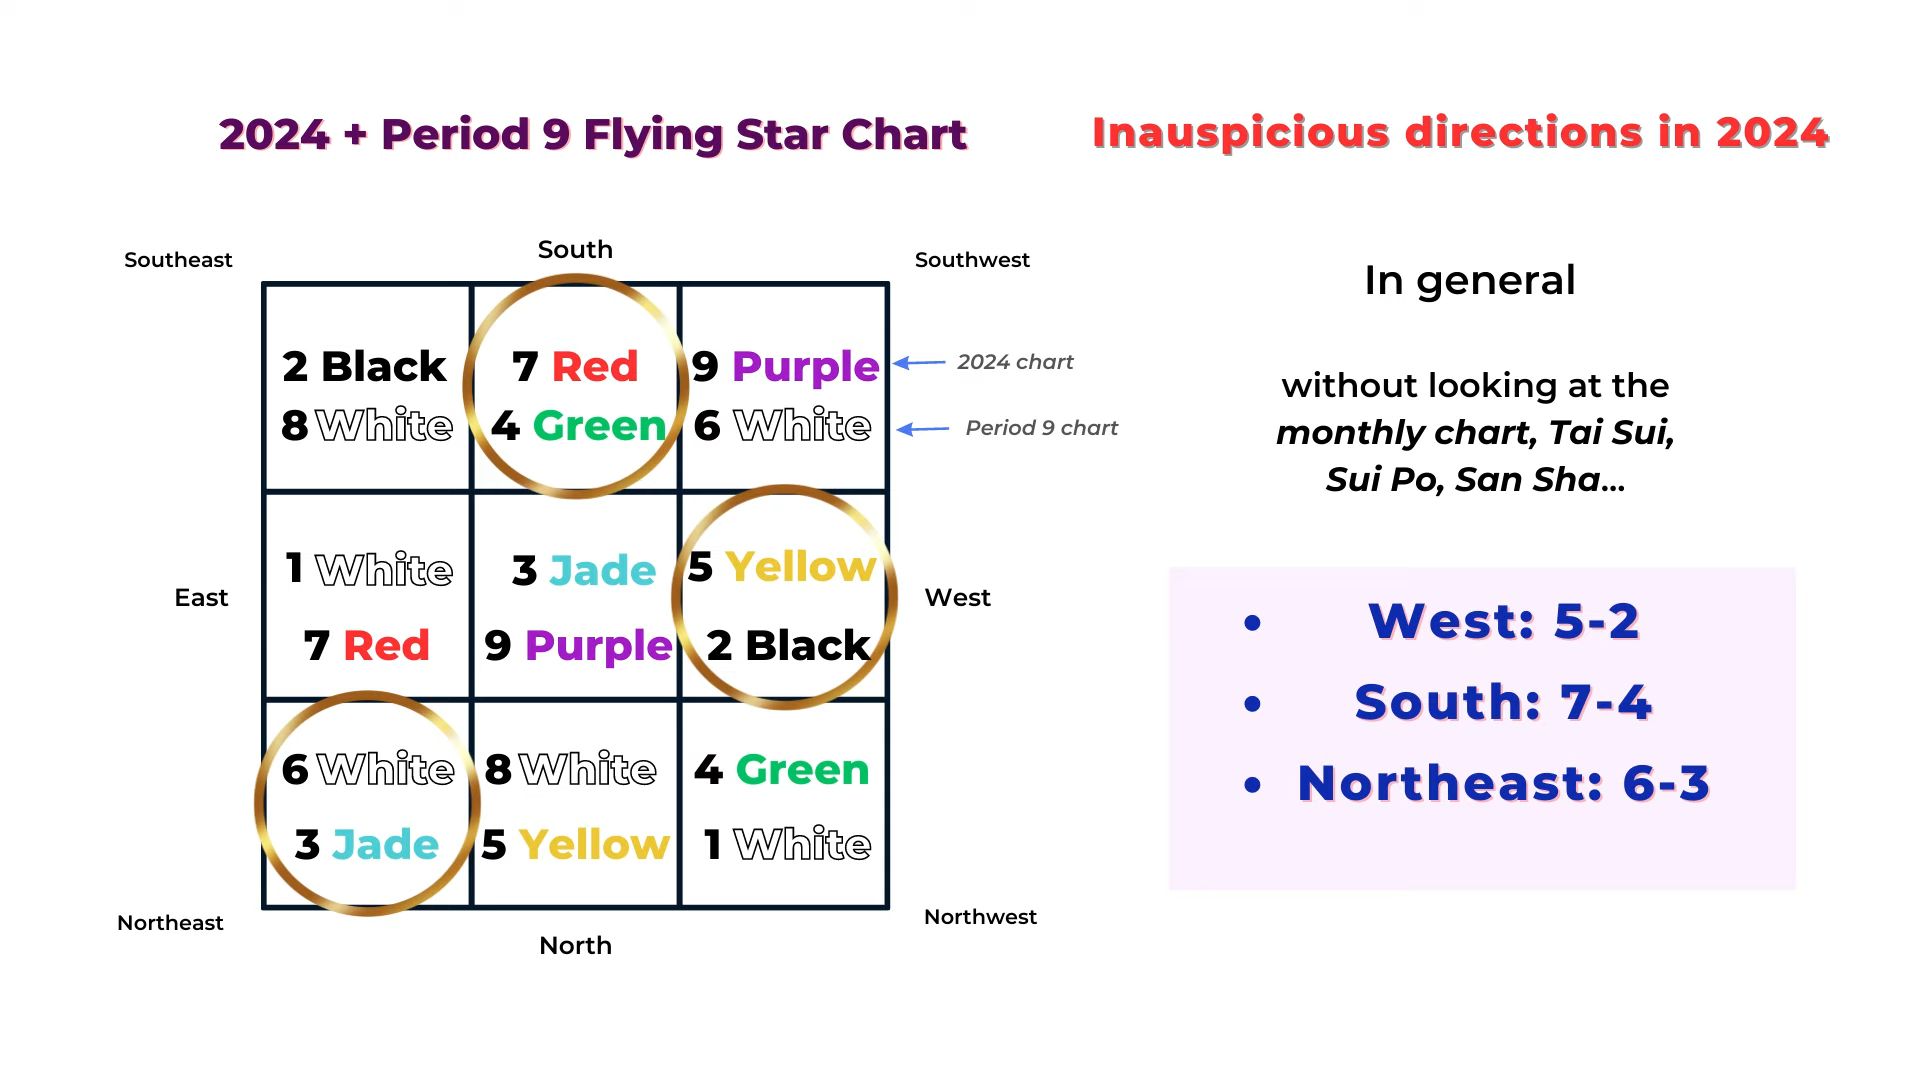 2024 + Period 9 Flying Star Chart
Inauspicious directions in 2024
Southeast
South
Southwest
2 Black
7 Red
9 Purple
2024 chart
8 White
4 Green
6 White
Period 9 chart
East
1 White
3 Jade
5 Yellow
West
7 Red
9 Purple
2 Black
6 White
8 White
4 Green
3 Jade
5 Yellow
1 White
Northeast
North
Northwest
In general
without looking at the
monthly chart, Tai Sui,
Sui Po, San Sha...
• West: 5-2
• South: 7-4
• Northeast: 6-3